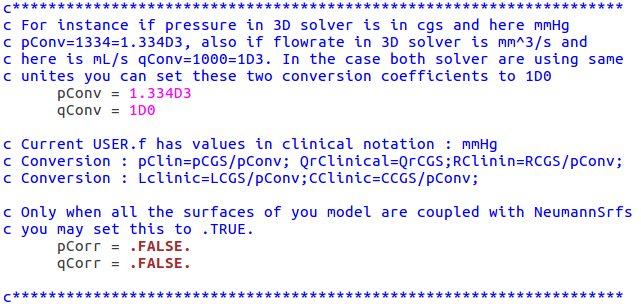 c********************************************************************
c For instance if pressure in 3D solver is in cgs and here mmHg
c pConv=1334=1.334D3, also if flowrate in 3D solver is mm^3/s and
c here is mL/s qConv=1000=1D3. In the case both solver are using same
c unites you can set these two conversion coefficients to 1D0
pConv = 1.334D3
qConv = 1D0
c Current USER.f has values in clinical notation : mmHg
c Conversion : pClin=pCGS/pConv; QrClinical=QrCGS;RClinin=RCGS/pConv;
c Conversion : Lclinic=LCGS/pConv;CClinic=CCGS/pConv;
c Only when all the surfaces of you model are coupled with NeumannSrfs
c you may set this to .TRUE.
pCorr = .FALSE.
qCorr = .FALSE.
c********************************************************************